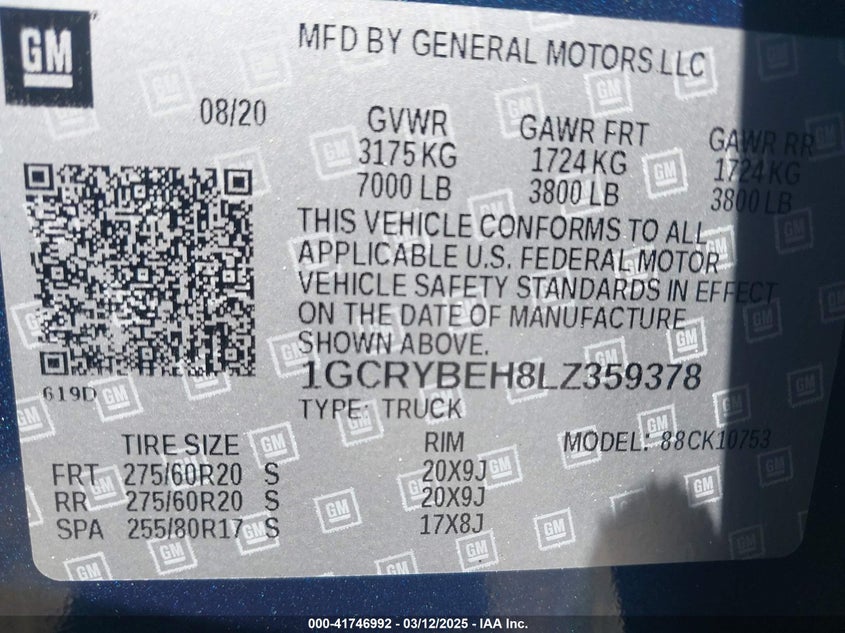 GM
MFD BY GENERAL MOTORS LLC
08/20
GVWR GAWR FRT GAWR RR
3175 KG 1724 KG 1724 KG
7000 LB 3800 LB 3800 LB
THIS VEHICLE CONFORMS TO ALL
APPLICABLE U.S. FEDERAL MOTOR
VEHICLE SAFETY STANDARDS IN EFFECT
ON THE DATE OF MANUFACTURE
SHOWN ABOVE.
619D
1GCRYBEH8LZ359378
TYPE: TRUCK
TIRE SIZE RIM MODEL: 88CK10753
FRT 275/60R20 S 20X9J
RR 275/60R20 S 20X9J
SPA 255/80R17 S 17X8J
000-41746992 — 03/12/2025 — IAA Inc.